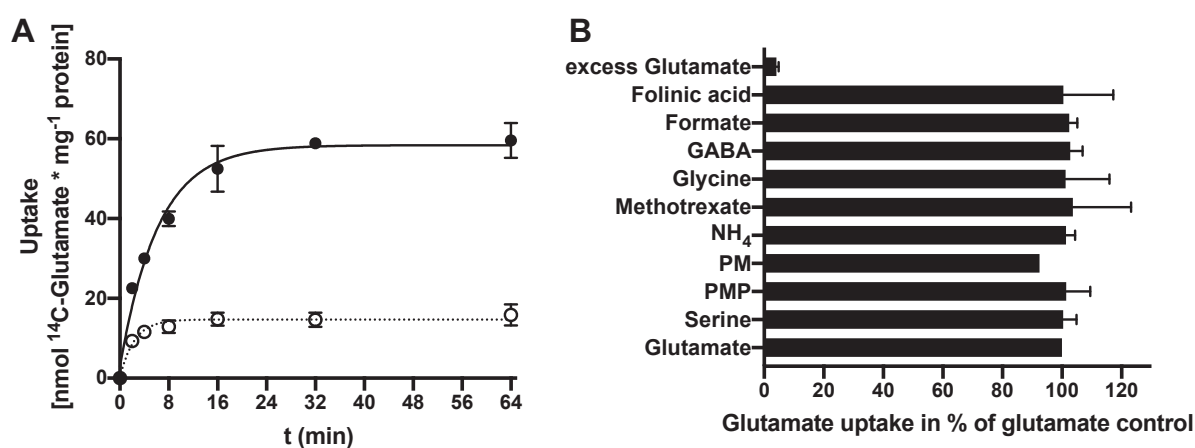 A
Uptake
[nmol ¹⁴C-Glutamate * mg⁻¹ protein]
80
60
40
20
0
0 8 16 24 32 40 48 56 64
t (min)
B
excess Glutamate
Folinic acid
Formate
GABA
Glycine
Methotrexate
NH₄
PM
PMP
Serine
Glutamate
0 20 40 60 80 100 120
Glutamate uptake in % of glutamate control